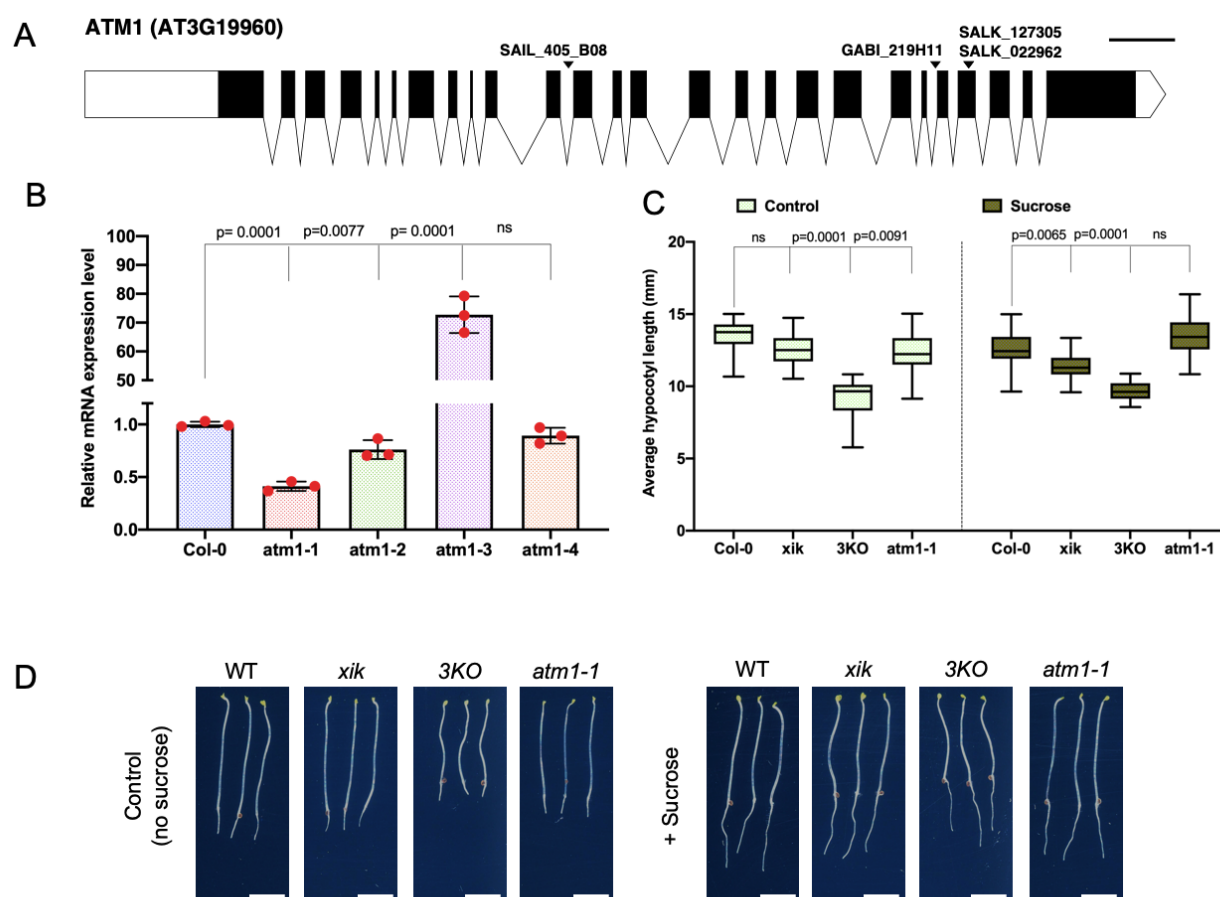 A
ATM1 (AT3G19960)
SAIL_405_B08
GABI_219H11
SALK_127305
SALK_022962
B
p= 0.0001
p=0.0077
p= 0.0001
ns
Relative mRNA expression level
100
90
80
70
60
50
1.0
0.5
0.0
Col-0
atm1-1
atm1-2
atm1-3
atm1-4
C
Control
Sucrose
ns
p=0.0001
p=0.0091
p=0.0065
p=0.0001
ns
Average hypocotyl length (mm)
20
15
10
5
0
Col-0
xik
3KO
atm1-1
Col-0
xik
3KO
atm1-1
D
WT
xik
3KO
atm1-1
WT
xik
3KO
atm1-1
Control
(no sucrose)
+ Sucrose